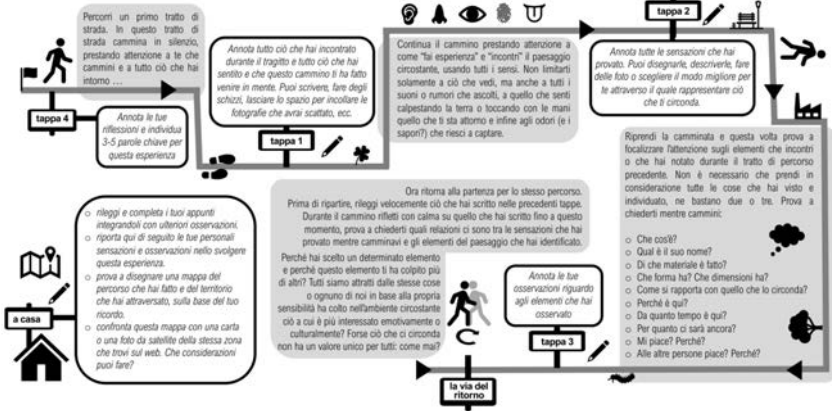 Percorri un primo tratto di
strada. In questo tratto di
strada cammina in silenzio,
prestando attenzione a te che
cammini e a tutto ciò che hai
intorno …
tappa 4
Annota le tue
riflessioni e individua
3-5 parole chiave per
questa esperienza
Annota tutto ciò che hai incontrato
durante il tragitto e tutto ciò che hai
sentito e che questo cammino ti ha fatto
venire in mente. Puoi scrivere, fare degli
schizzi, lasciare lo spazio per incollare le
fotografie che avrai scattato, ecc.
tappa 1
Continua il cammino prestando attenzione a
come "fai esperienza" e "incontri" il paesaggio
circostante, usando tutti i sensi. Non limitarti
solamente a ciò che vedi, ma anche a tutti i
suoni o rumori che ascolti, a quello che senti
calpestando la terra o toccando con le mani
quello che ti sta attorno e infine agli odori (e i
sapori?) che riesci a captare.
tappa 2
Annota tutte le sensazioni che hai
provato. Puoi disegnarle, descriverle, fare
delle foto o scegliere il modo migliore per
te attraverso il quale rappresentare ciò
che ti circonda.
Riprendi la camminata e questa volta prova a
focalizzare l'attenzione sugli elementi che incontri
o che hai notato durante il tratto di percorso
precedente. Non è necessario che prendi in
considerazione tutte le cose che hai visto e
individuato, ne bastano due o tre. Prova a
chiederti mentre cammini:
o Che cos'è?
o Qual è il suo nome?
o Di che materiale è fatto?
o Che forma ha? Che dimensioni ha?
o Come si rapporta con quello che lo circonda?
o Perché è qui?
o Da quanto tempo è qui?
o Per quanto ci sarà ancora?
o Mi piace? Perché?
o Alle altre persone piace? Perché?
Annota le tue
osservazioni riguardo
agli elementi che hai
osservato
tappa 3
Ora ritorna alla partenza per lo stesso percorso.
Prima di ripartire, rileggi velocemente ciò che hai scritto nelle precedenti tappe.
Durante il cammino rifletti con calma su quello che hai scritto fino a questo
momento, prova a chiederti quali relazioni ci sono tra le sensazioni che hai
provato mentre camminavi e gli elementi del paesaggio che hai identificato.
Perché hai scelto un determinato elemento
e perché questo elemento ti ha colpito più
di altri? Tutti siamo attratti dalle stesse cose
o ognuno di noi in base alla propria
sensibilità ha colto nell'ambiente circostante
ciò a cui è più interessato emotivamente o
culturalmente? Forse ciò che ci circonda
non ha un valore unico per tutti: come mai?
la via del
ritorno
a casa
o rileggi e completa i tuoi appunti
integrandoli con ulteriori osservazioni.
o riporta qui di seguito le tue personali
sensazioni e osservazioni nello svolgere
questa esperienza.
o prova a disegnare una mappa del
percorso che hai fatto e del territorio
che hai attraversato, sulla base del tuo
ricordo.
o confronta questa mappa con una carta
o una foto da satellite della stessa zona
che trovi sul web. Che considerazioni
puoi fare?